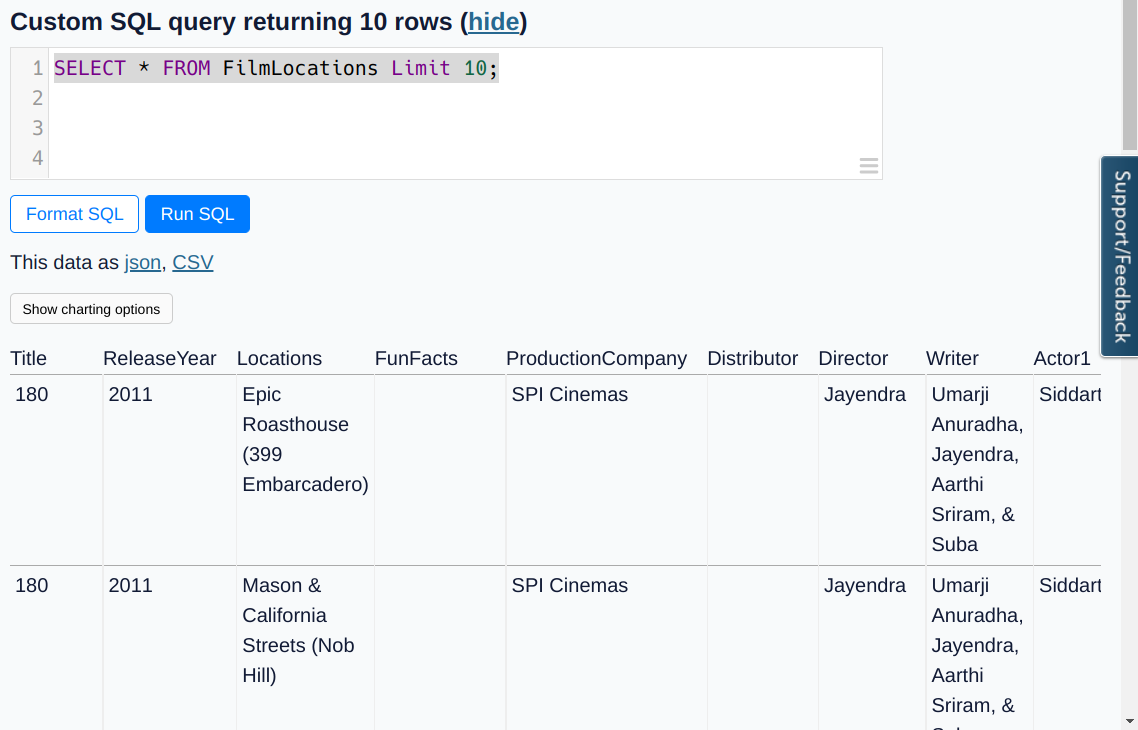 Custom SQL query returning 10 rows (hide)
1 SELECT * FROM FilmLocations Limit 10;
2
3
4
Format SQL Run SQL
This data as json, CSV
Show charting options
Support/Feedback
Title ReleaseYear Locations FunFacts ProductionCompany Distributor Director Writer Actor1
180 2011 Epic SPI Cinemas Jayendra Umarji Siddart
Roasthouse Anuradha,
(399 Jayendra,
Embarcadero) Aarthi
Sriram, &
Suba
180 2011 Mason & SPI Cinemas Jayendra Umarji Siddart
California Anuradha,
Streets (Nob Jayendra,
Hill) Aarthi
Sriram, &